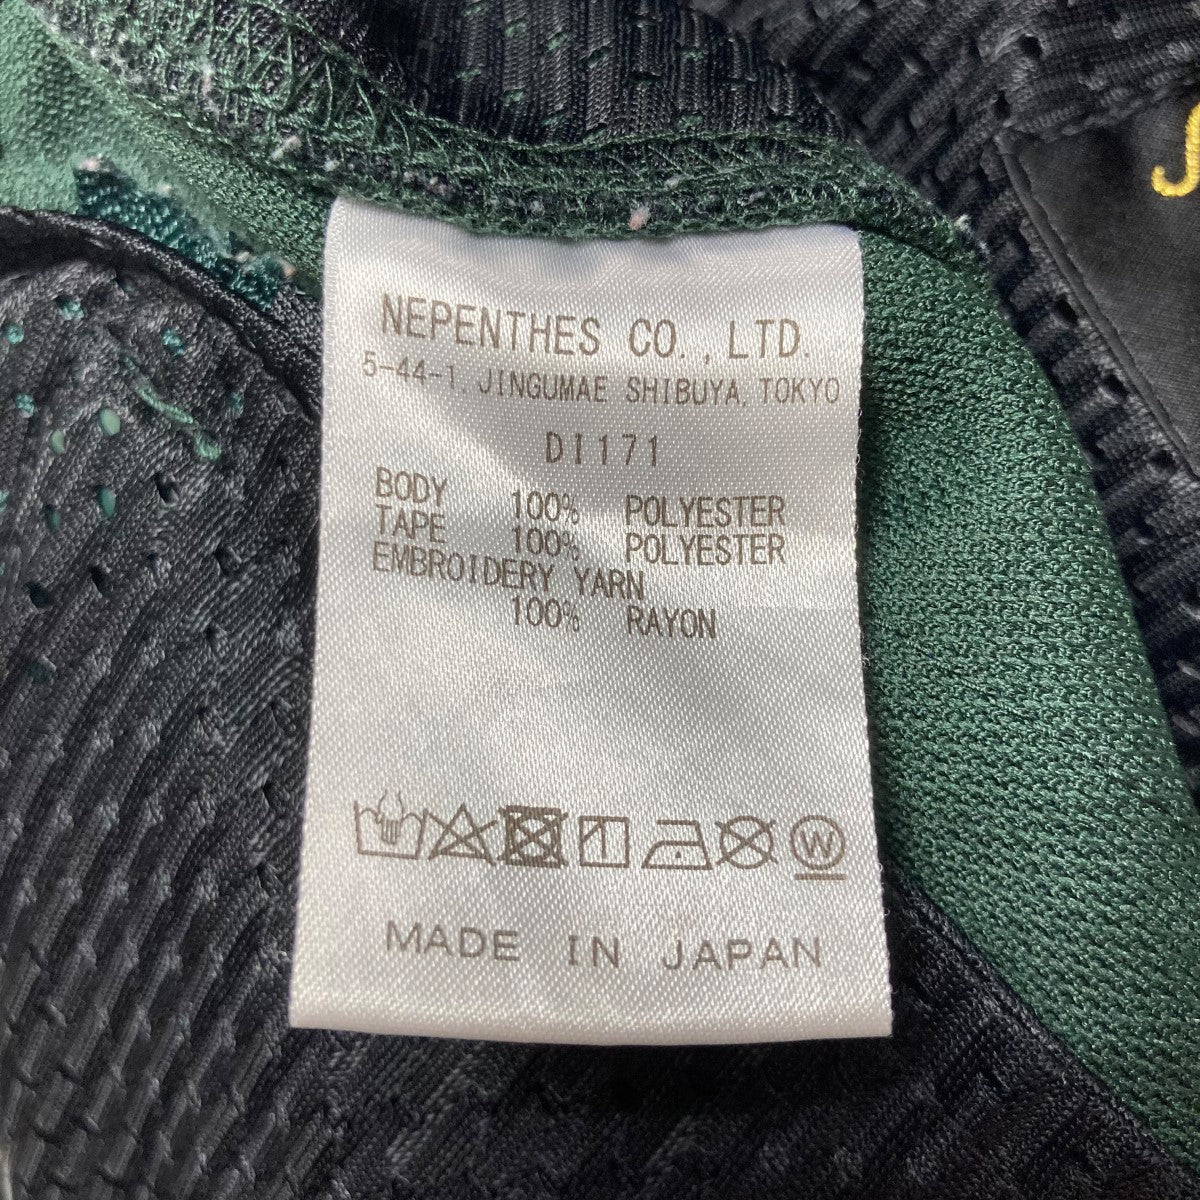 NEPENTHES CO.,LTD.
5-44-1, JINGUMAE SHIBUYA, TOKYO
DI171
BODY 100% POLYESTER
TAPE 100% POLYESTER
EMBROIDERY YARN
100% RAYON
W
MADE IN JAPAN